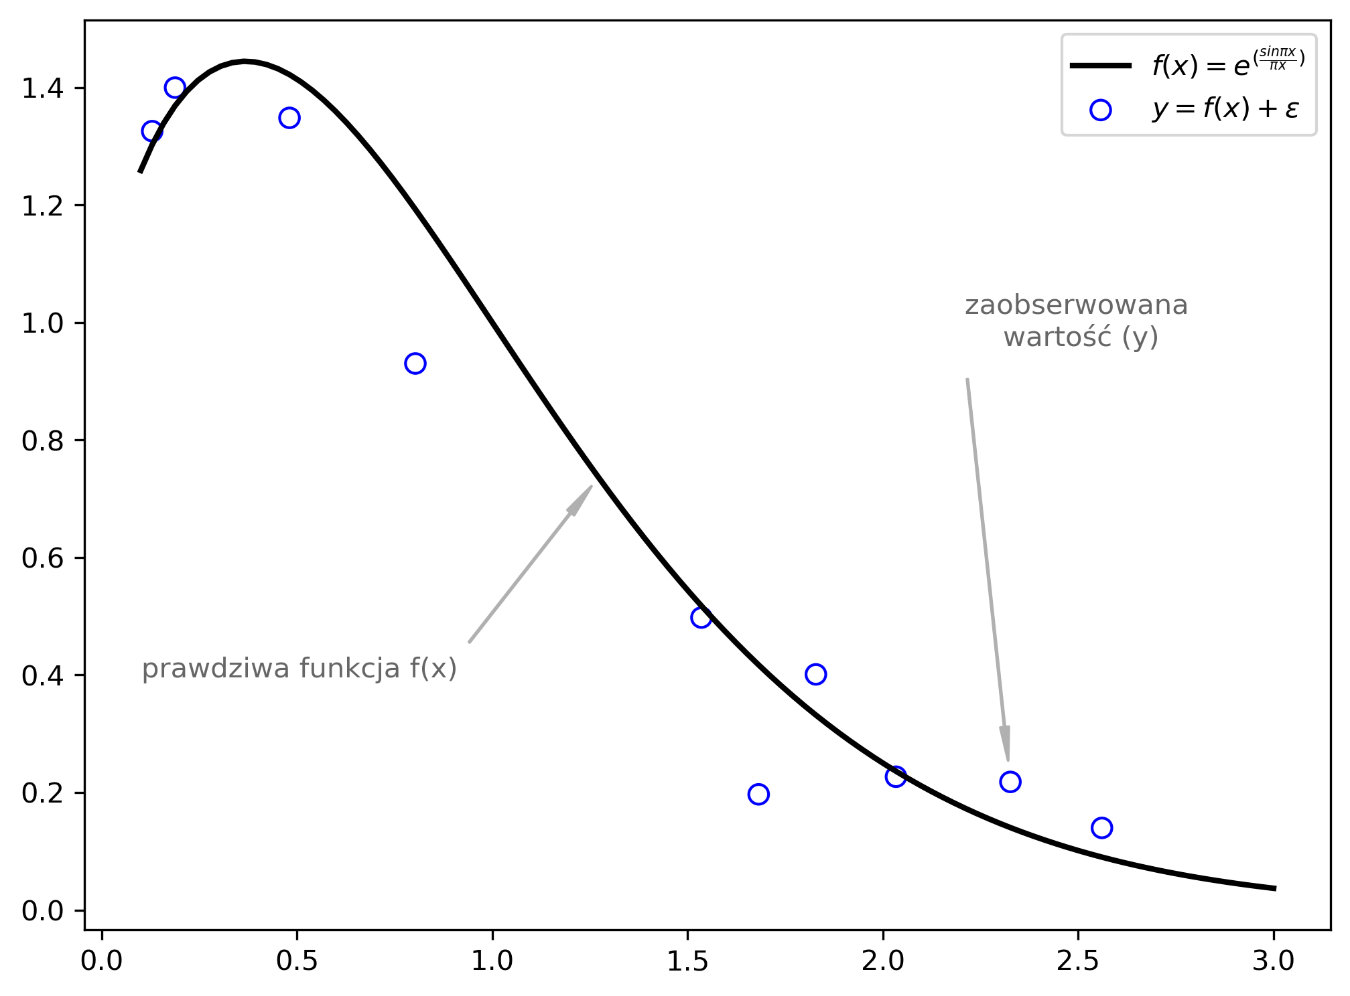 f(x) = e^(sinπx/πx)
y = f(x) + ε
1.4
1.2
zaobserwowana
wartość (y)
1.0
0.8
0.6
prawdziwa funkcja f(x)
0.4
0.2
0.0
0.0 0.5 1.0 1.5 2.0 2.5 3.0